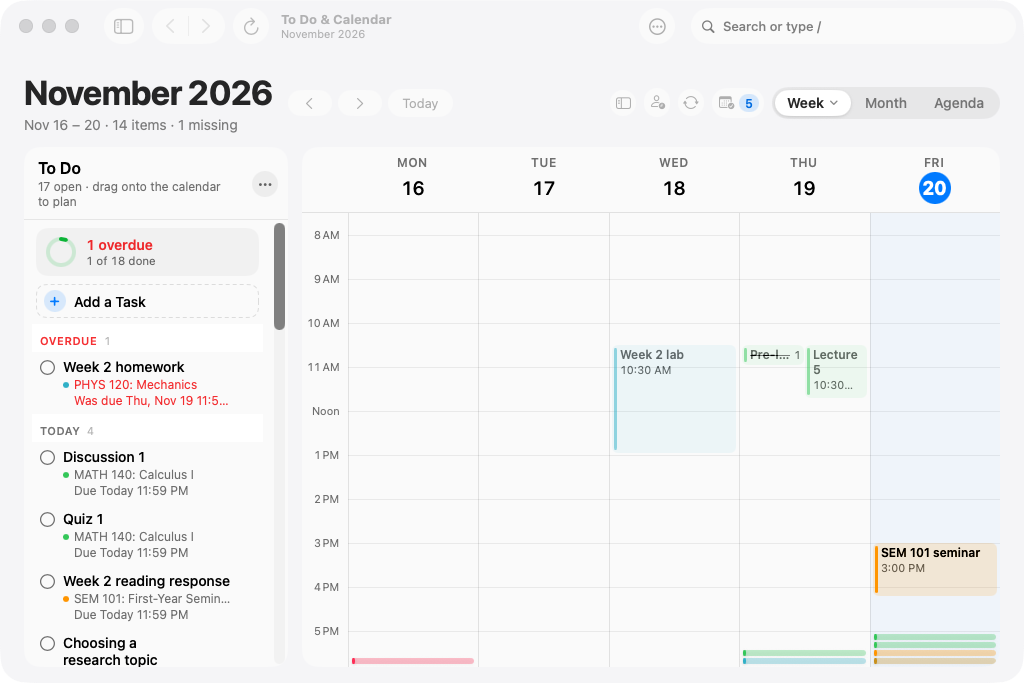 To Do & Calendar
November 2026
Search or type /
November 2026
Nov 16 – 20 · 14 items · 1 missing
Today
5
Week
Month
Agenda
To Do
17 open · drag onto the calendar
to plan
1 overdue
1 of 18 done
Add a Task
OVERDUE 1
Week 2 homework
PHYS 120: Mechanics
Was due Thu, Nov 19 11:5...
TODAY 4
Discussion 1
MATH 140: Calculus I
Due Today 11:59 PM
Quiz 1
MATH 140: Calculus I
Due Today 11:59 PM
Week 2 reading response
SEM 101: First-Year Semin...
Due Today 11:59 PM
Choosing a
research topic
MON
16
TUE
17
WED
18
THU
19
FRI
20
8 AM
9 AM
10 AM
11 AM
Noon
1 PM
2 PM
3 PM
4 PM
5 PM
Week 2 lab
10:30 AM
Pre-l... 1
Lecture
5
10:30...
SEM 101 seminar
3:00 PM